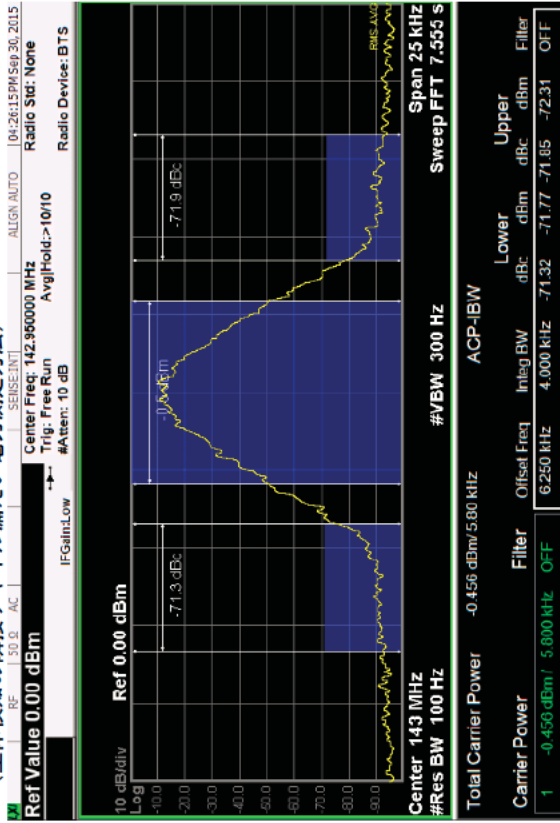 RF 50 Ω AC SENSE:INT ALIGN AUTO 04:26:15 PM Sep 30, 2015
Ref Value 0.00 dBm
Center Freq: 142.950000 MHz
Radio Std: None
Trig: Free Run Avg|Hold:>10/10
IFGain:Low #Atten: 10 dB
Radio Device: BTS
10 dB/div Ref 0.00 dBm
Log
-10.0
-20.0
-30.0
-40.0
-50.0
-60.0
-70.0
-80.0
-90.0
-71.3 dBc
-71.9 dBc
RMS AVG
Center 143 MHz Span 25 kHz
#Res BW 100 Hz #VBW 300 Hz Sweep FFT 7.555 s
Total Carrier Power -0.456 dBm/ 5.80 kHz ACP-IBW
Lower Upper
Carrier Power Filter Offset Freq Integ BW dBc dBm dBc dBm Filter
1 -0.456 dBm / 5.800 kHz OFF 6.250 kHz 4.000 kHz -71.32 -71.77 -71.85 -72.31 OFF